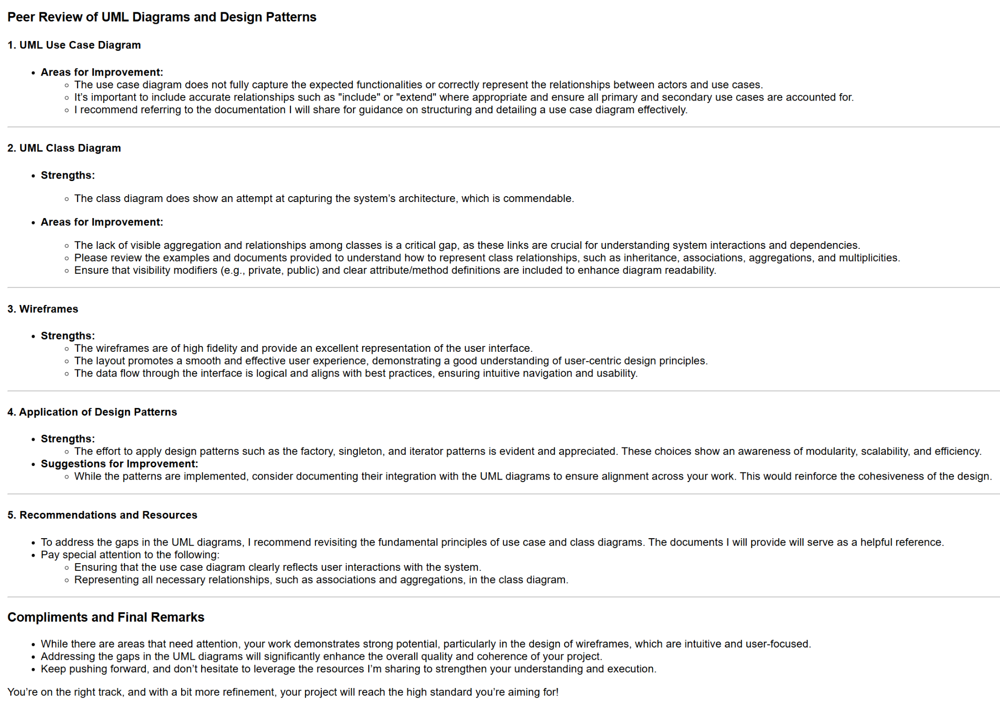 Peer Review of UML Diagrams and Design Patterns
1. UML Use Case Diagram
Areas for Improvement:
The use case diagram does not fully capture the expected functionalities or correctly represent the relationships between actors and use cases.
It’s important to include accurate relationships such as "include" or "extend" where appropriate and ensure all primary and secondary use cases are accounted for.
I recommend referring to the documentation I will share for guidance on structuring and detailing a use case diagram effectively.
2. UML Class Diagram
Strengths:
The class diagram does show an attempt at capturing the system’s architecture, which is commendable.
Areas for Improvement:
The lack of visible aggregation and relationships among classes is a critical gap, as these links are crucial for understanding system interactions and dependencies.
Please review the examples and documents provided to understand how to represent class relationships, such as inheritance, associations, aggregations, and multiplicities.
Ensure that visibility modifiers (e.g., private, public) and clear attribute/method definitions are included to enhance diagram readability.
3. Wireframes
Strengths:
The wireframes are of high fidelity and provide an excellent representation of the user interface.
The layout promotes a smooth and effective user experience, demonstrating a good understanding of user-centric design principles.
The data flow through the interface is logical and aligns with best practices, ensuring intuitive navigation and usability.
4. Application of Design Patterns
Strengths:
The effort to apply design patterns such as the factory, singleton, and iterator patterns is evident and appreciated. These choices show an awareness of modularity, scalability, and efficiency.
Suggestions for Improvement:
While the patterns are implemented, consider documenting their integration with the UML diagrams to ensure alignment across your work. This would reinforce the cohesiveness of the design.
5. Recommendations and Resources
To address the gaps in the UML diagrams, I recommend revisiting the fundamental principles of use case and class diagrams. The documents I will provide will serve as a helpful reference.
Pay special attention to the following:
Ensuring that the use case diagram clearly reflects user interactions with the system.
Representing all necessary relationships, such as associations and aggregations, in the class diagram.
Compliments and Final Remarks
While there are areas that need attention, your work demonstrates strong potential, particularly in the design of wireframes, which are intuitive and user-focused.
Addressing the gaps in the UML diagrams will significantly enhance the overall quality and coherence of your project.
Keep pushing forward, and don’t hesitate to leverage the resources I’m sharing to strengthen your understanding and execution.
You’re on the right track, and with a bit more refinement, your project will reach the high standard you’re aiming for!